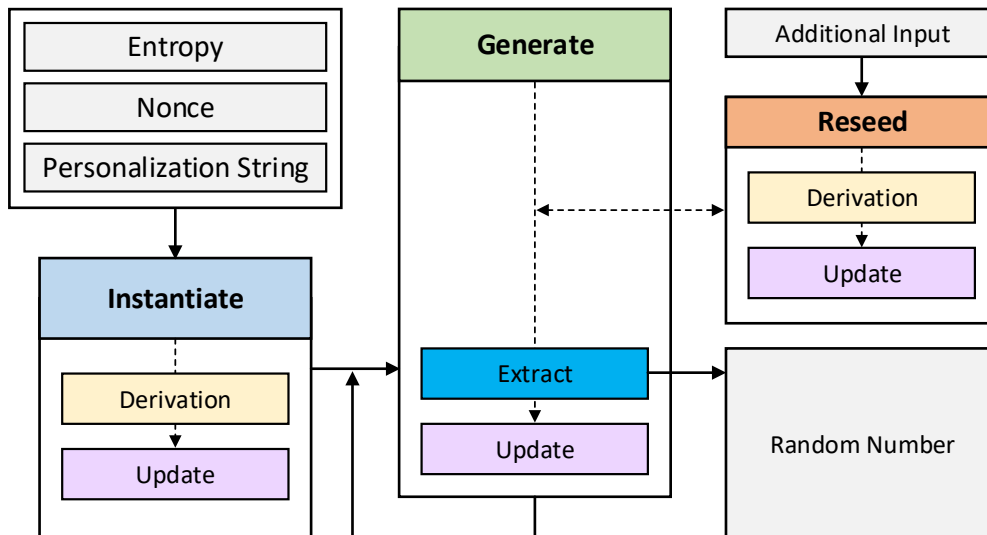 Entropy
Nonce
Personalization String
Instantiate
Derivation
Update
Generate
Extract
Update
Additional Input
Reseed
Derivation
Update
Random Number